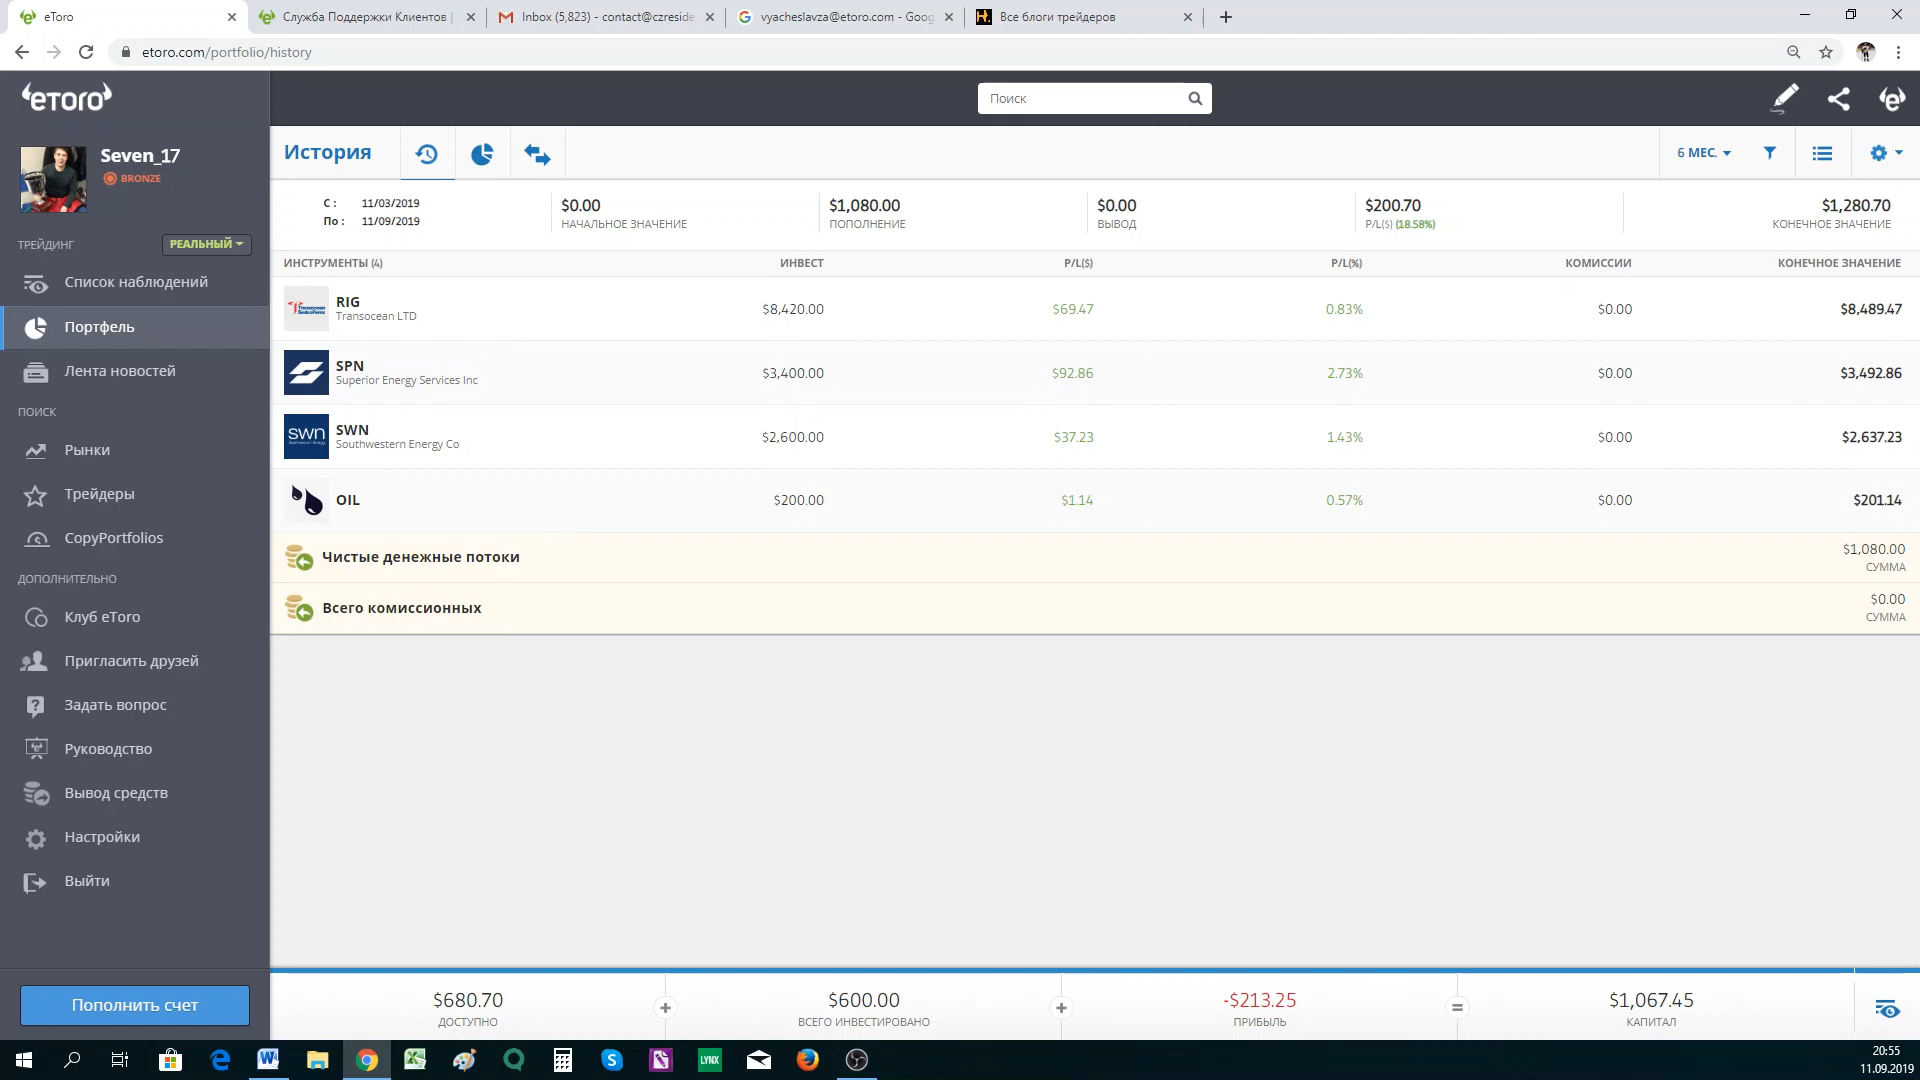 eToro
Служба Поддержки Клиентов |
Inbox (5,823) - contact@czreside
vyacheslavza@etoro.com - Goog
Все блоги трейдеров
etoro.com/portfolio/history
eToro
Поиск
Seven_17
BRONZE
ТРЕЙДИНГ
РЕАЛЬНЫЙ
Список наблюдений
Портфель
Лента новостей
ПОИСК
Рынки
Трейдеры
CopyPortfolios
ДОПОЛНИТЕЛЬНО
Клуб eToro
Пригласить друзей
Задать вопрос
Руководство
Вывод средств
Настройки
Выйти
Пополнить счет
История
6 МЕС.
С : 11/03/2019
По : 11/09/2019
$0.00
НАЧАЛЬНОЕ ЗНАЧЕНИЕ
$1,080.00
ПОПОЛНЕНИЕ
$0.00
ВЫВОД
$200.70
P/L($) (18.58%)
$1,280.70
КОНЕЧНОЕ ЗНАЧЕНИЕ
ИНСТРУМЕНТЫ (4) ИНВЕСТ P/L($) P/L(%) КОМИССИИ КОНЕЧНОЕ ЗНАЧЕНИЕ
RIG
Transocean LTD
$8,420.00 $69.47 0.83% $0.00 $8,489.47
SPN
Superior Energy Services Inc
$3,400.00 $92.86 2.73% $0.00 $3,492.86
swn
SWN
Southwestern Energy Co
$2,600.00 $37.23 1.43% $0.00 $2,637.23
OIL $200.00 $1.14 0.57% $0.00 $201.14
Чистые денежные потоки
$1,080.00
СУММА
Всего комиссионных
$0.00
СУММА
$680.70
ДОСТУПНО
+
$600.00
ВСЕГО ИНВЕСТИРОВАНО
+
-$213.25
ПРИБЫЛЬ
=
$1,067.45
КАПИТАЛ
LYNX
20:55
11.09.2019